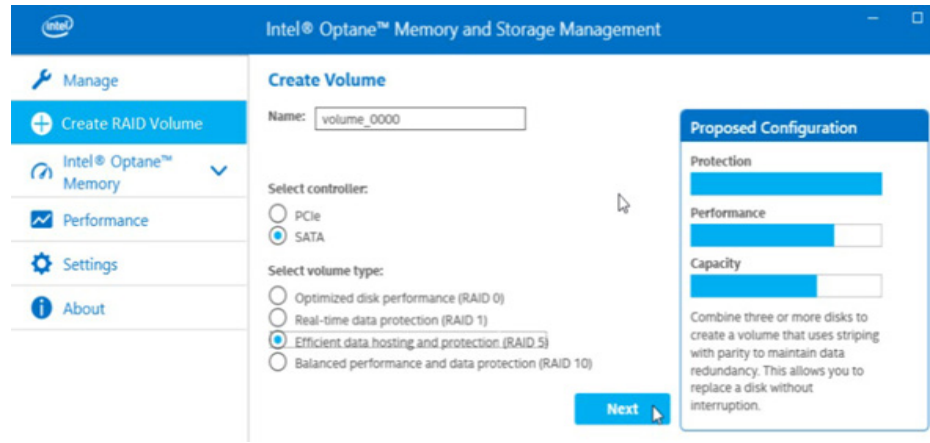 intel
Intel® Optane™ Memory and Storage Management
Manage
Create RAID Volume
Intel® Optane™
Memory
Performance
Settings
About
Create Volume
Name:
volume_0000
Select controller:
PCIe
SATA
Select volume type:
Optimized disk performance (RAID 0)
Real-time data protection (RAID 1)
Efficient data hosting and protection (RAID 5)
Balanced performance and data protection (RAID 10)
Next
Proposed Configuration
Protection
Performance
Capacity
Combine three or more disks to
create a volume that uses striping
with parity to maintain data
redundancy. This allows you to
replace a disk without
interruption.